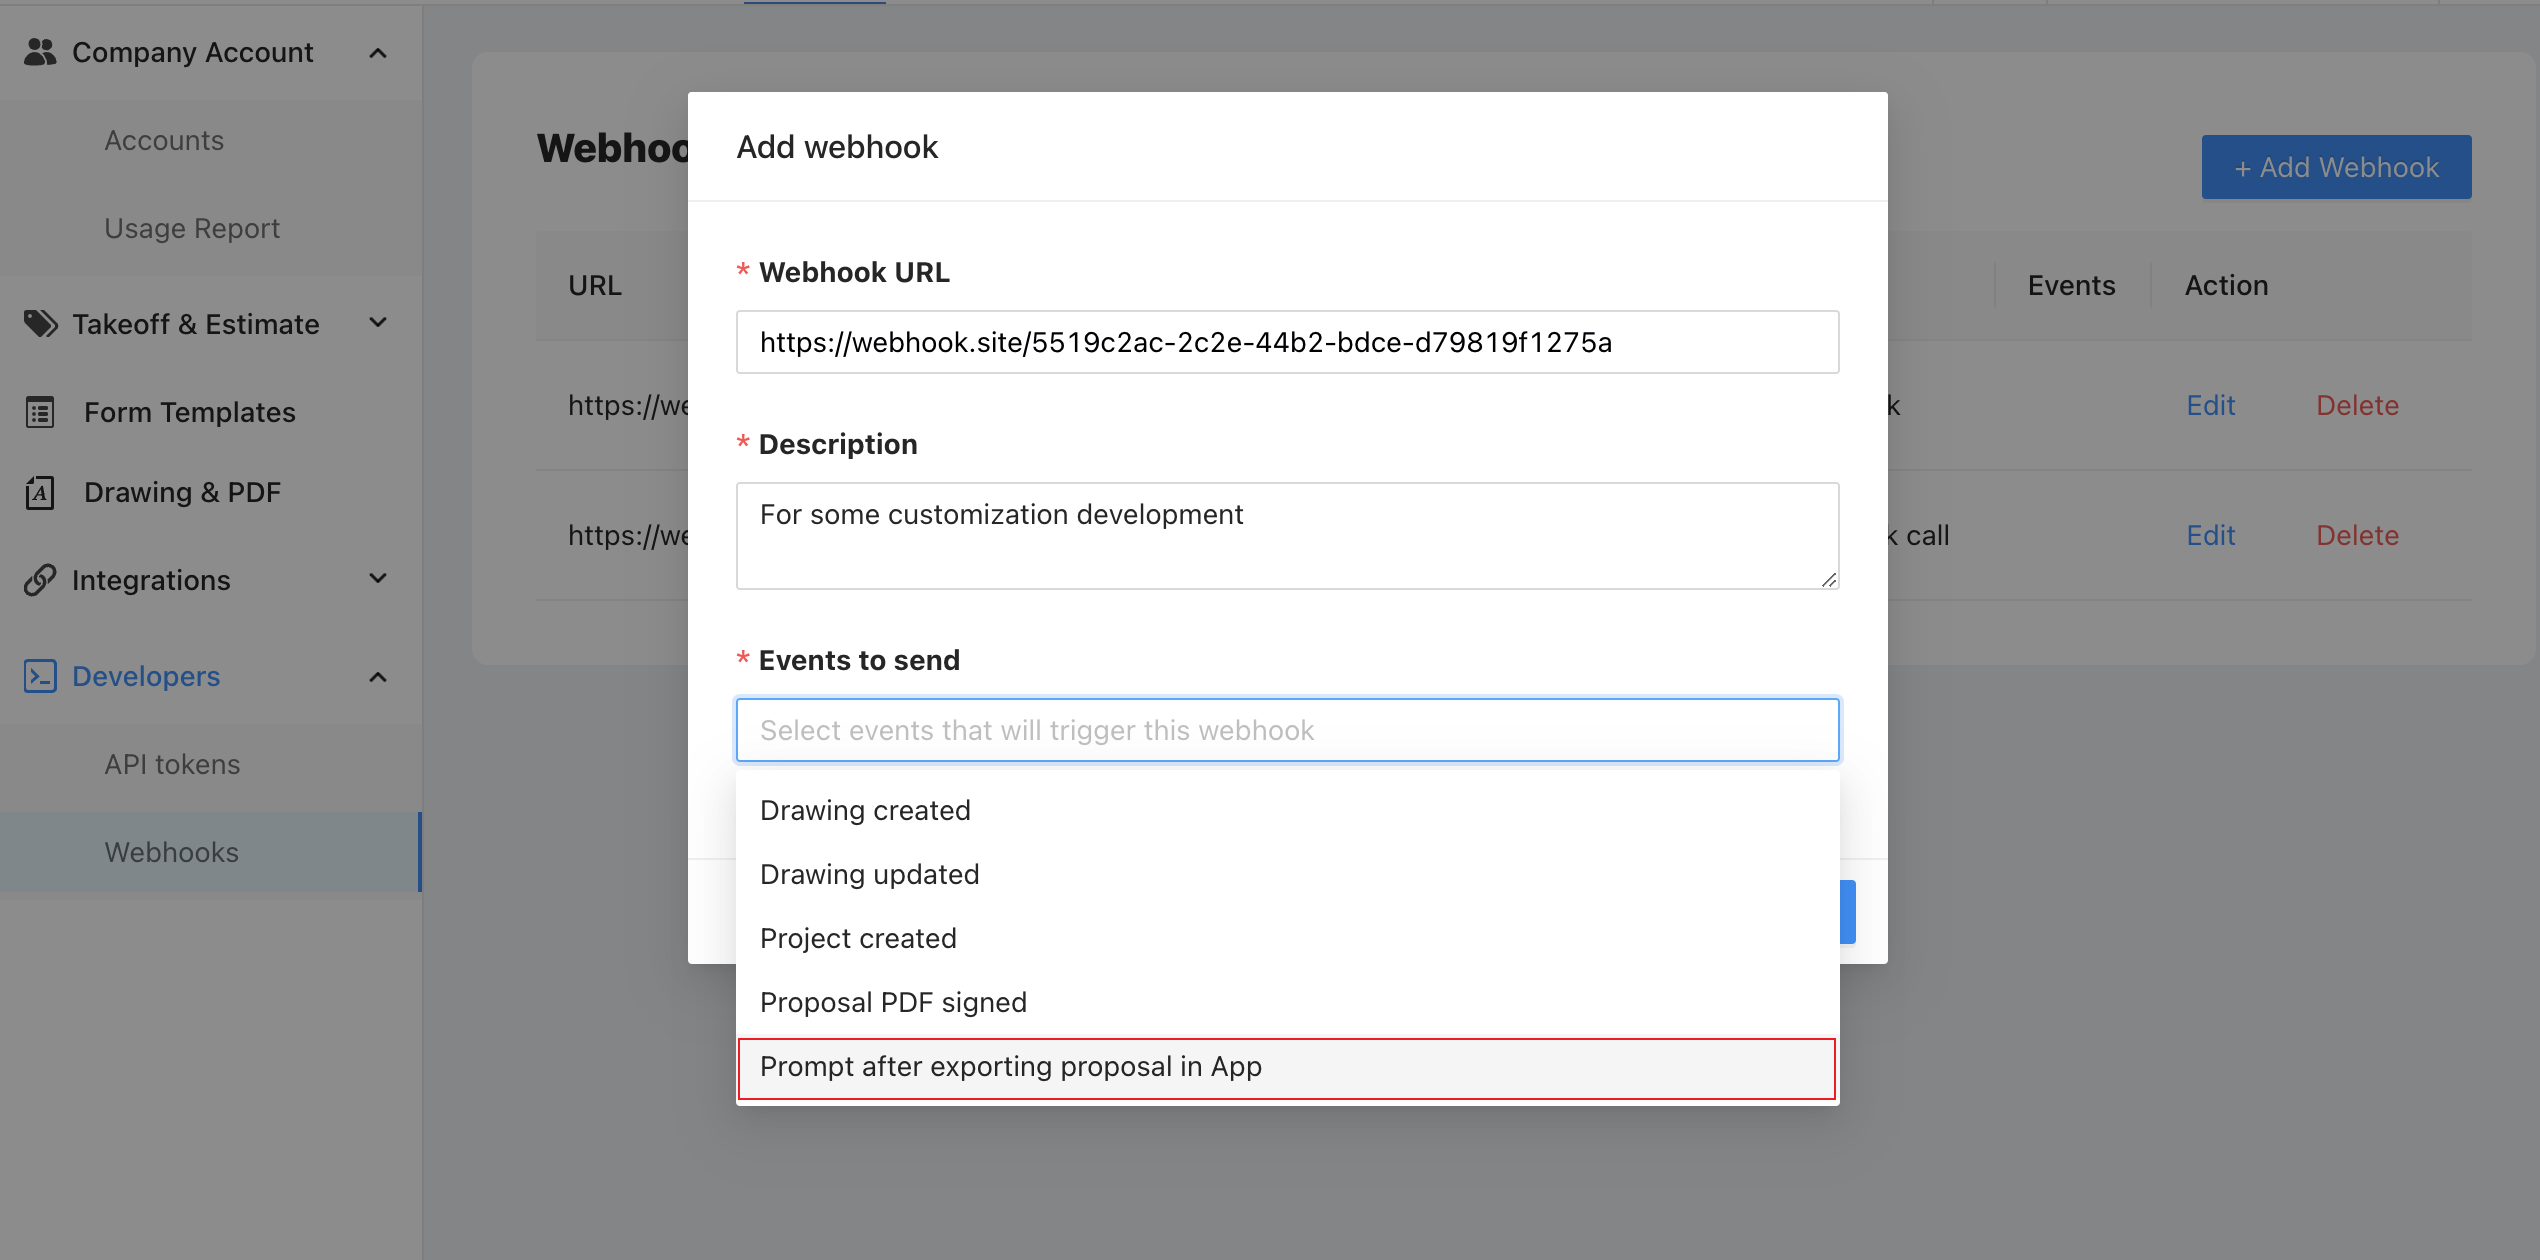 Company Account
Accounts
Usage Report
Takeoff & Estimate
Form Templates
Drawing & PDF
Integrations
Developers
API tokens
Webhooks
+ Add Webhook
URL
Events
Action
https://we
k
Edit
Delete
https://we
k call
Edit
Delete
Add webhook
* Webhook URL
https://webhook.site/5519c2ac-2c2e-44b2-bdce-d79819f1275a
* Description
For some customization development
* Events to send
Select events that will trigger this webhook
Drawing created
Drawing updated
Project created
Proposal PDF signed
Prompt after exporting proposal in App